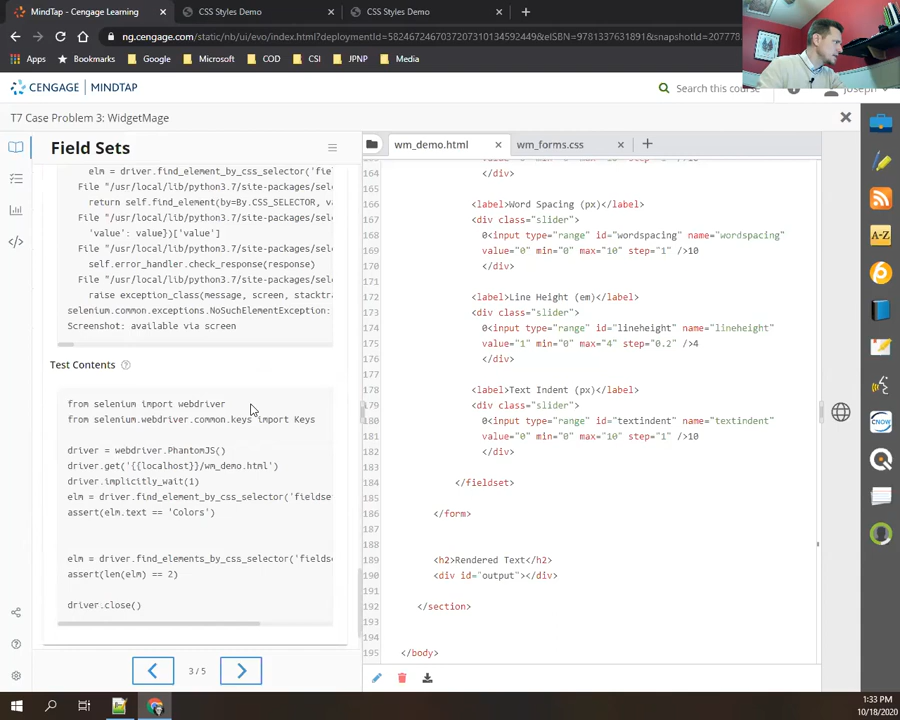 MindTap - Cengage Learning
CSS Styles Demo
CSS Styles Demo
ng.cengage.com/static/nb/ui/evo/index.html?deploymentId=582467246703720731013459244&eISBN=9781337631891&snapshotId=207778
Apps
Bookmarks
Google
Microsoft
COD
CSI
JPNP
Media
CENGAGE
MINDTAP
Search this course
Joseph
T7 Case Problem 3: WidgetMage
Field Sets
elm = driver.find_element_by_css_selector('fiel
File "/usr/local/lib/python3.7/site-packages/sel
return self.find_element(by=By.CSS_SELECTOR, va
File "/usr/local/lib/python3.7/site-packages/sel
'value': value})['value']
File "/usr/local/lib/python3.7/site-packages/sel
self.error_handler.check_response(response)
File "/usr/local/lib/python3.7/site-packages/sel
raise exception_class(message, screen, stacktr
selenium.common.exceptions.NoSuchElementException:
Screenshot: available via screen
Test Contents
from selenium import webdriver
from selenium.webdriver.common.keys import Keys
driver = webdriver.PhantomJS()
driver.get('{{localhost}}/wm_demo.html')
driver.implicitly_wait(1)
elm = driver.find_element_by_css_selector('fieldse
assert(elm.text == 'Colors')
elm = driver.find_elements_by_css_selector('fields
assert(len(elm) == 2)
driver.close()
3 / 5
wm_demo.html
wm_forms.css
164 </div>
165
166 <label>Word Spacing (px)</label>
167 <div class="slider">
168 0<input type="range" id="wordspacing" name="wordspacing"
169 value="0" min="0" max="10" step="1" />10
170 </div>
171
172 <label>Line Height (em)</label>
173 <div class="slider">
174 0<input type="range" id="lineheight" name="lineheight"
175 value="1" min="0" max="4" step="0.2" />4
176 </div>
177
178 <label>Text Indent (px)</label>
179 <div class="slider">
180 0<input type="range" id="textindent" name="textindent"
181 value="0" min="0" max="10" step="1" />10
182 </div>
183
184 </fieldset>
185
186 </form>
187
188
189 <h2>Rendered Text</h2>
190 <div id="output"></div>
191
192 </section>
193
194
195 </body>
A-Z
CNOW
1:33 PM
10/18/2020